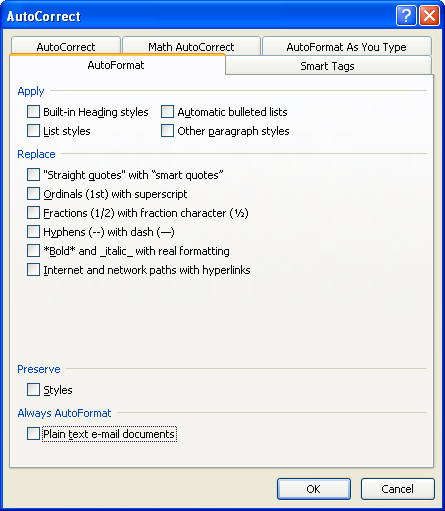 AutoCorrect
AutoCorrect Math AutoCorrect AutoFormat As You Type
AutoFormat Smart Tags
Apply
Built-in Heading styles Automatic bulleted lists
List styles Other paragraph styles
Replace
"Straight quotes" with “smart quotes”
Ordinals (1st) with superscript
Fractions (1/2) with fraction character (½)
Hyphens (--) with dash (—)
*Bold* and _italic_ with real formatting
Internet and network paths with hyperlinks
Preserve
Styles
Always AutoFormat
Plain text e-mail documents
OK Cancel